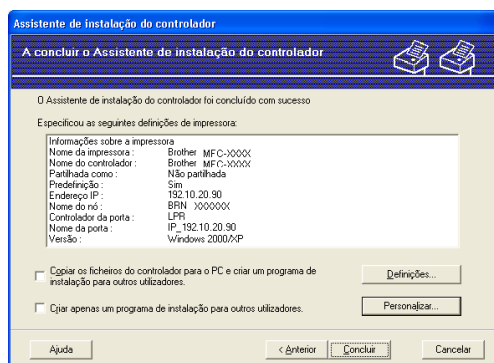 Assistente de instalação do controlador
A concluir o Assistente de instalação do controlador
O Assistente de instalação do controlador foi concluído com sucesso
Especificou as seguintes definições de impressora:
Informações sobre a impressora
Nome da impressora : Brother MFC-XXXX
Nome do controlador : Brother MFC-XXXX
Partilhada como : Não partilhada
Predefinição : Sim
Endereço IP : 192.10.20.90
Nome do nó : BRN XXXXXX
Controlador da porta : LPR
Nome da porta : IP_192.10.20.90
Versão : Windows 2000/XP
Copiar os ficheiros do controlador para o PC e criar um programa de
instalação para outros utilizadores.
Definições...
Criar apenas um programa de instalação para outros utilizadores.
Personalizar...
Ajuda
< Anterior
Concluir
Cancelar